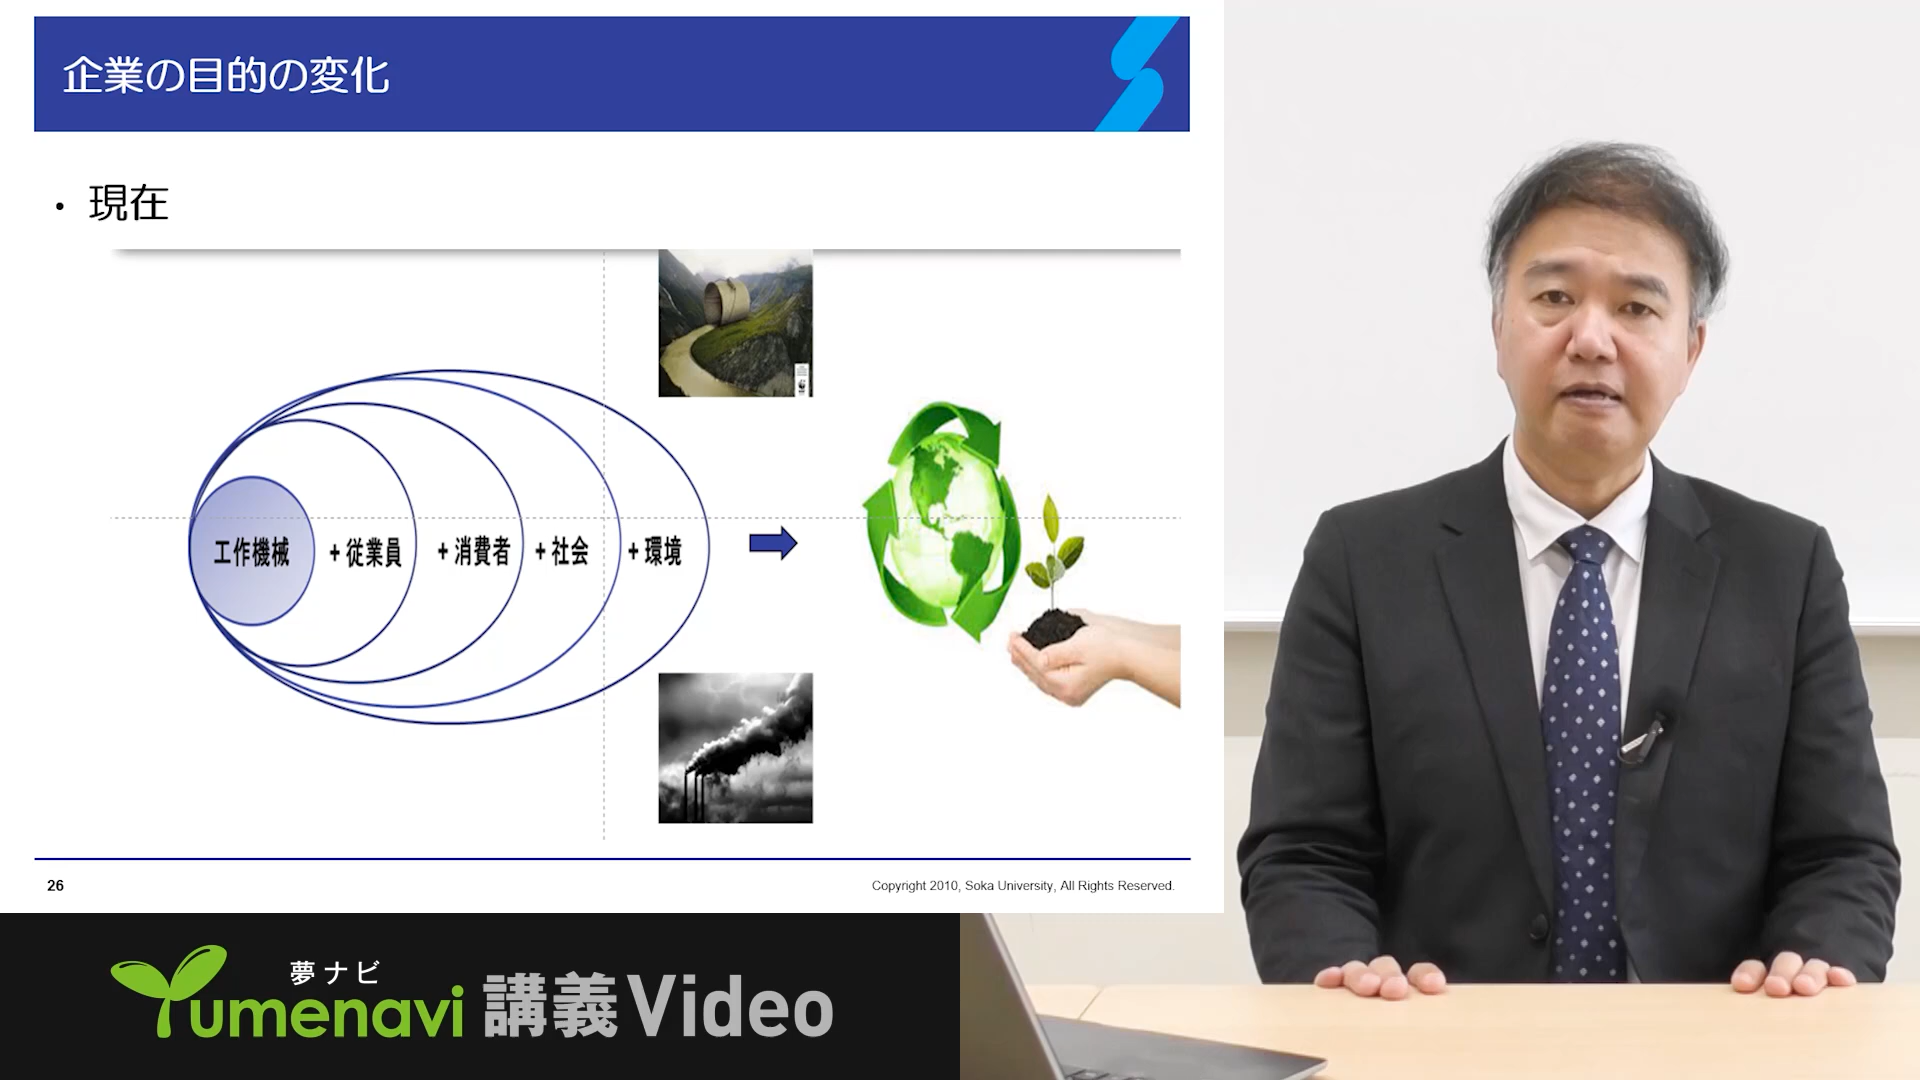 企業の目的の変化
• 現在
工作機械
+従業員
+消費者
+社会
+環境
26
Copyright 2010, Soka University, All Rights Reserved.
夢ナビ
Yumenavi 講義Video